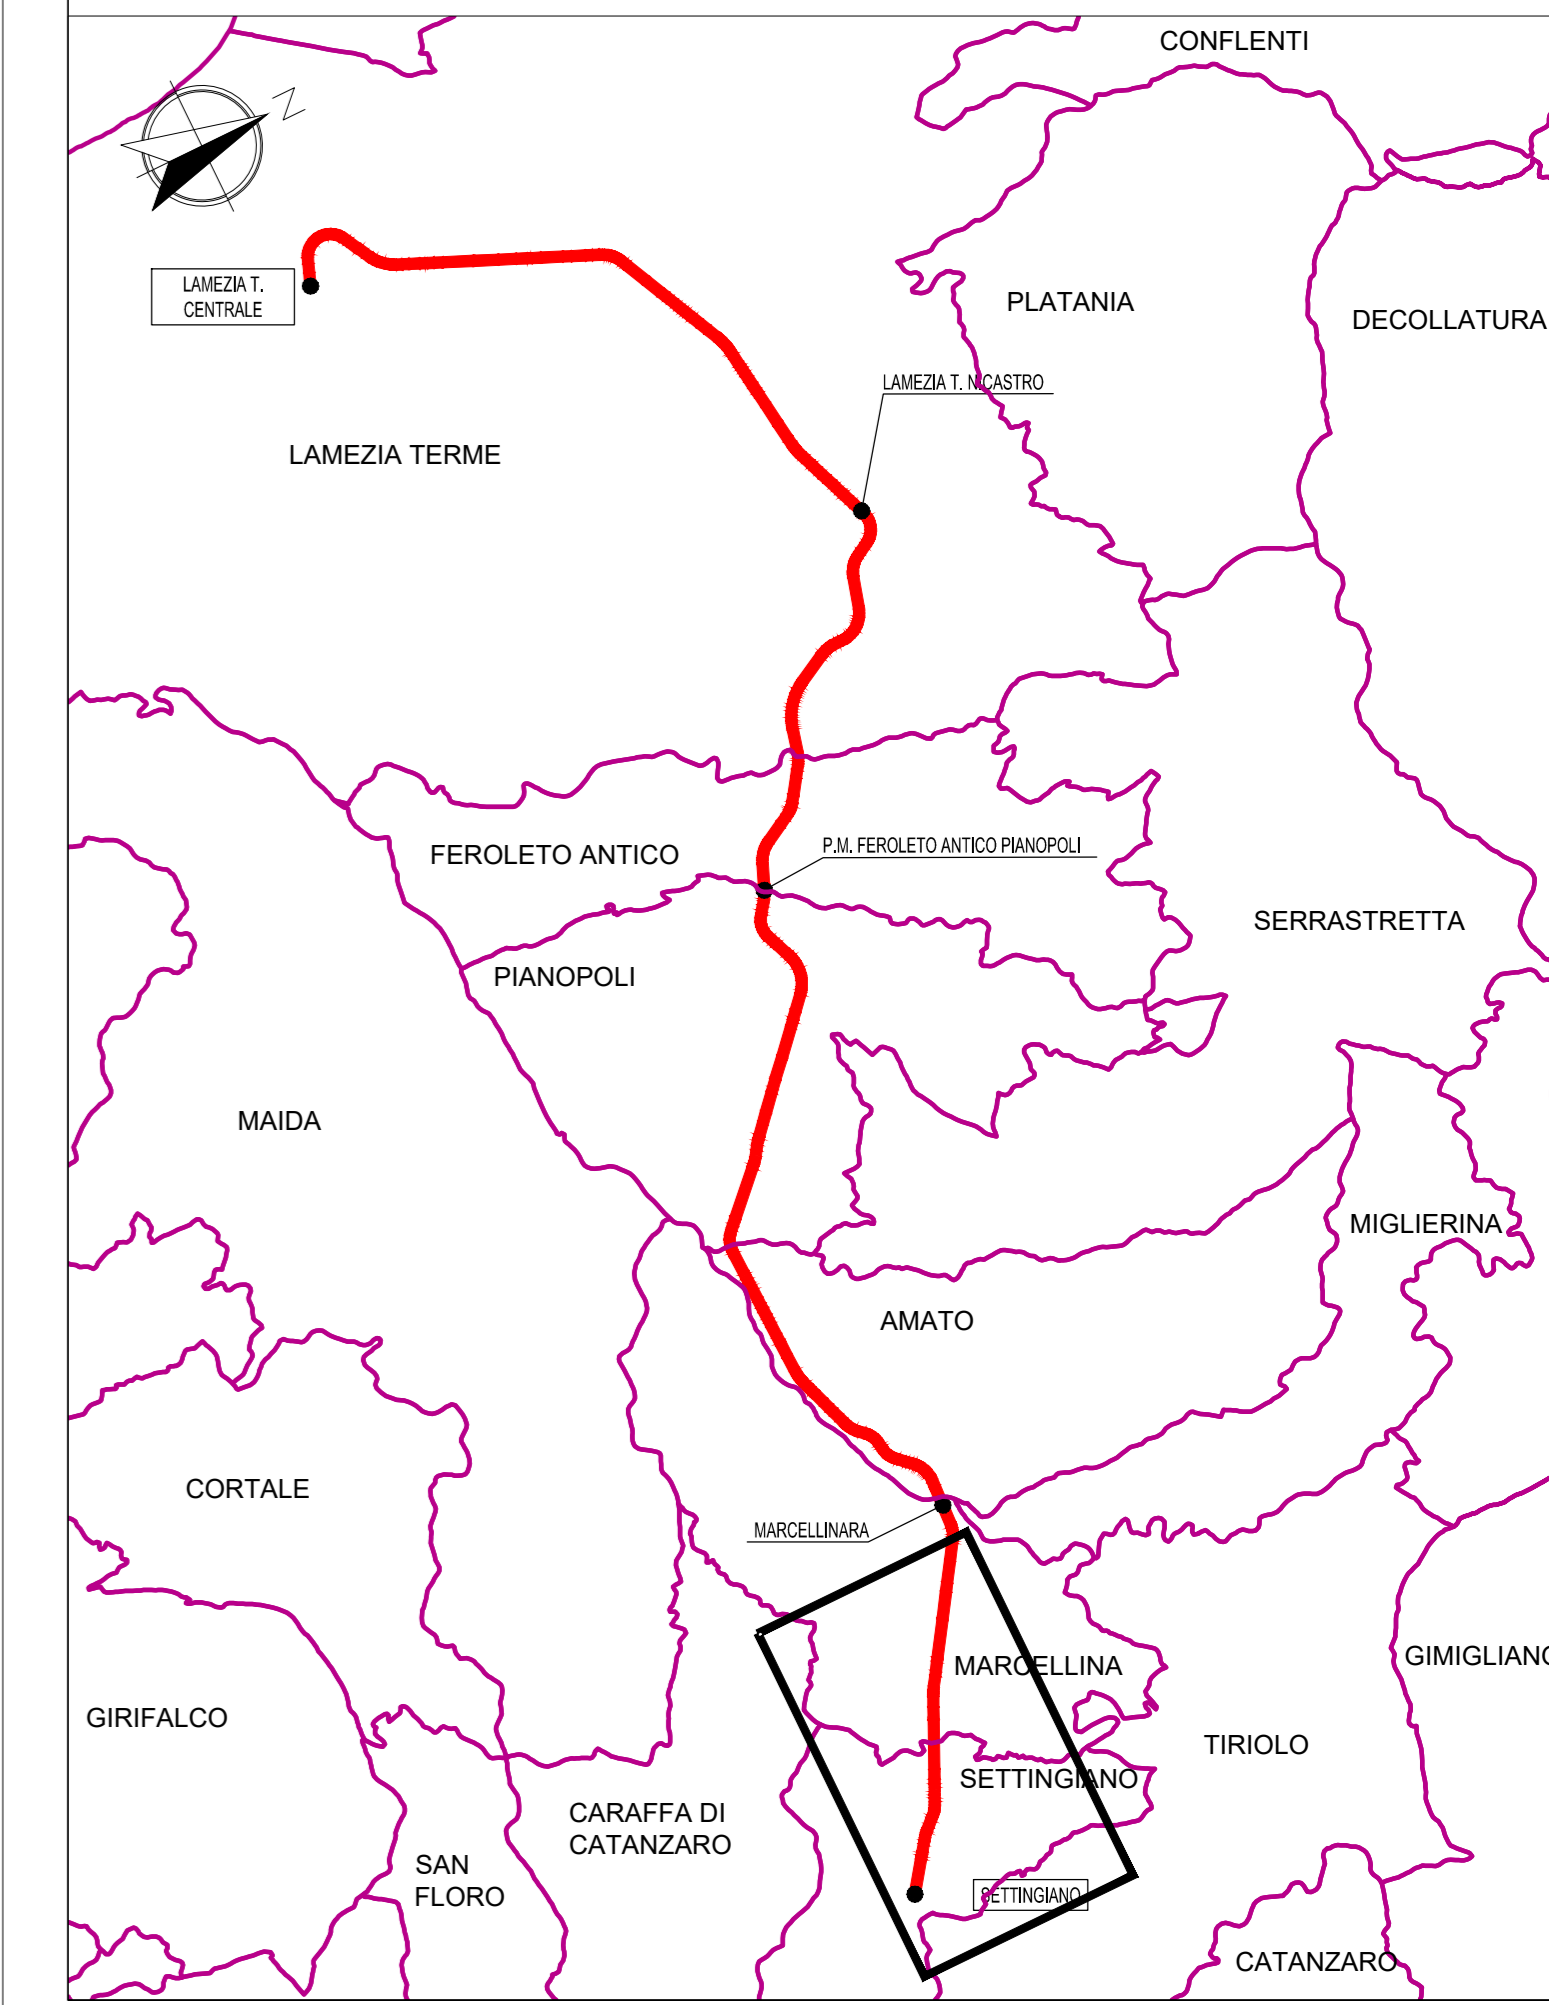 CONFLENTI
N
LAMEZIA T.
CENTRALE
PLATANIA
DECOLLATURA
LAMEZIA T. NICASTRO
LAMEZIA TERME
P.M. FEROLETO ANTICO PIANOPOLI
FEROLETO ANTICO
SERRASTRETTA
PIANOPOLI
MAIDA
MIGLIERINA
AMATO
CORTALE
MARCELLINARA
MARCELLINA
GIMIGLIANO
GIRIFALCO
TIRIOLO
SETTINGIANO
CARAFFA DI
CATANZARO
SAN
FLORO
SETTINGIANO
CATANZARO